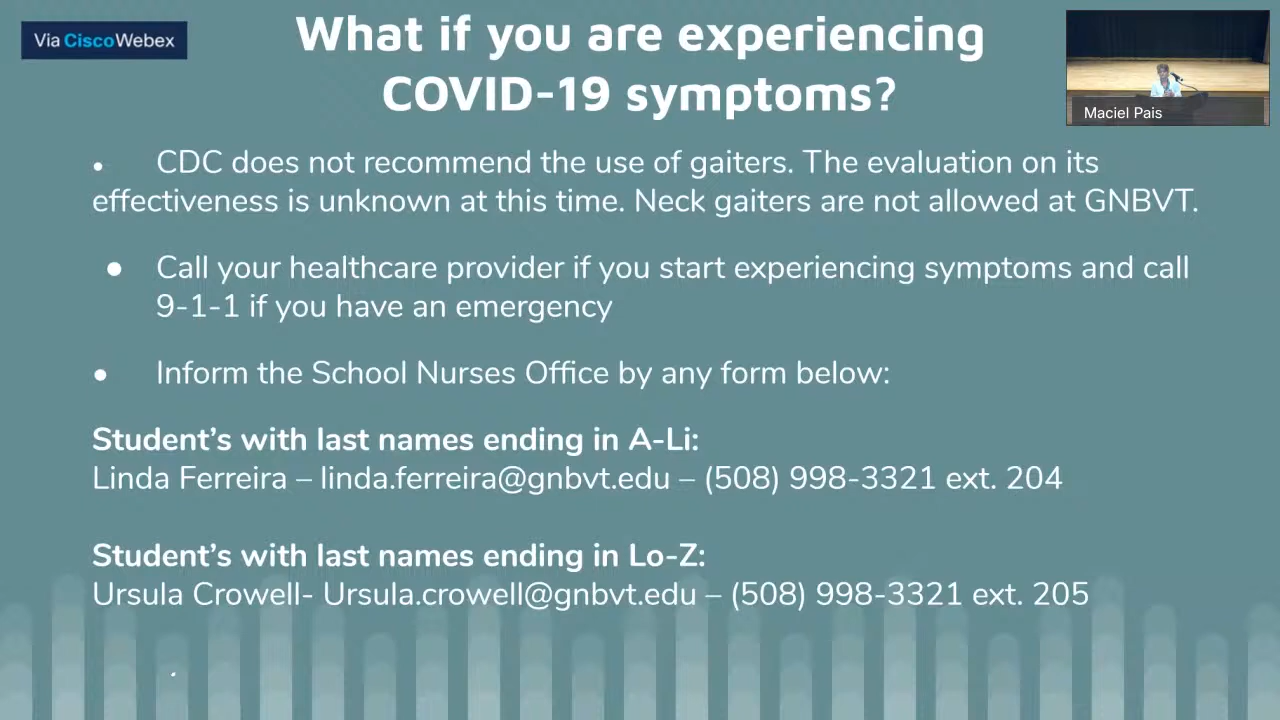 Via CiscoWebex
What if you are experiencing
COVID-19 symptoms?
Maciel Pais
• CDC does not recommend the use of gaiters. The evaluation on its
effectiveness is unknown at this time. Neck gaiters are not allowed at GNBVT.
• Call your healthcare provider if you start experiencing symptoms and call
9-1-1 if you have an emergency
• Inform the School Nurses Office by any form below:
Student’s with last names ending in A-Li:
Linda Ferreira – linda.ferreira@gnbvt.edu – (508) 998-3321 ext. 204
Student’s with last names ending in Lo-Z:
Ursula Crowell- Ursula.crowell@gnbvt.edu – (508) 998-3321 ext. 205
.